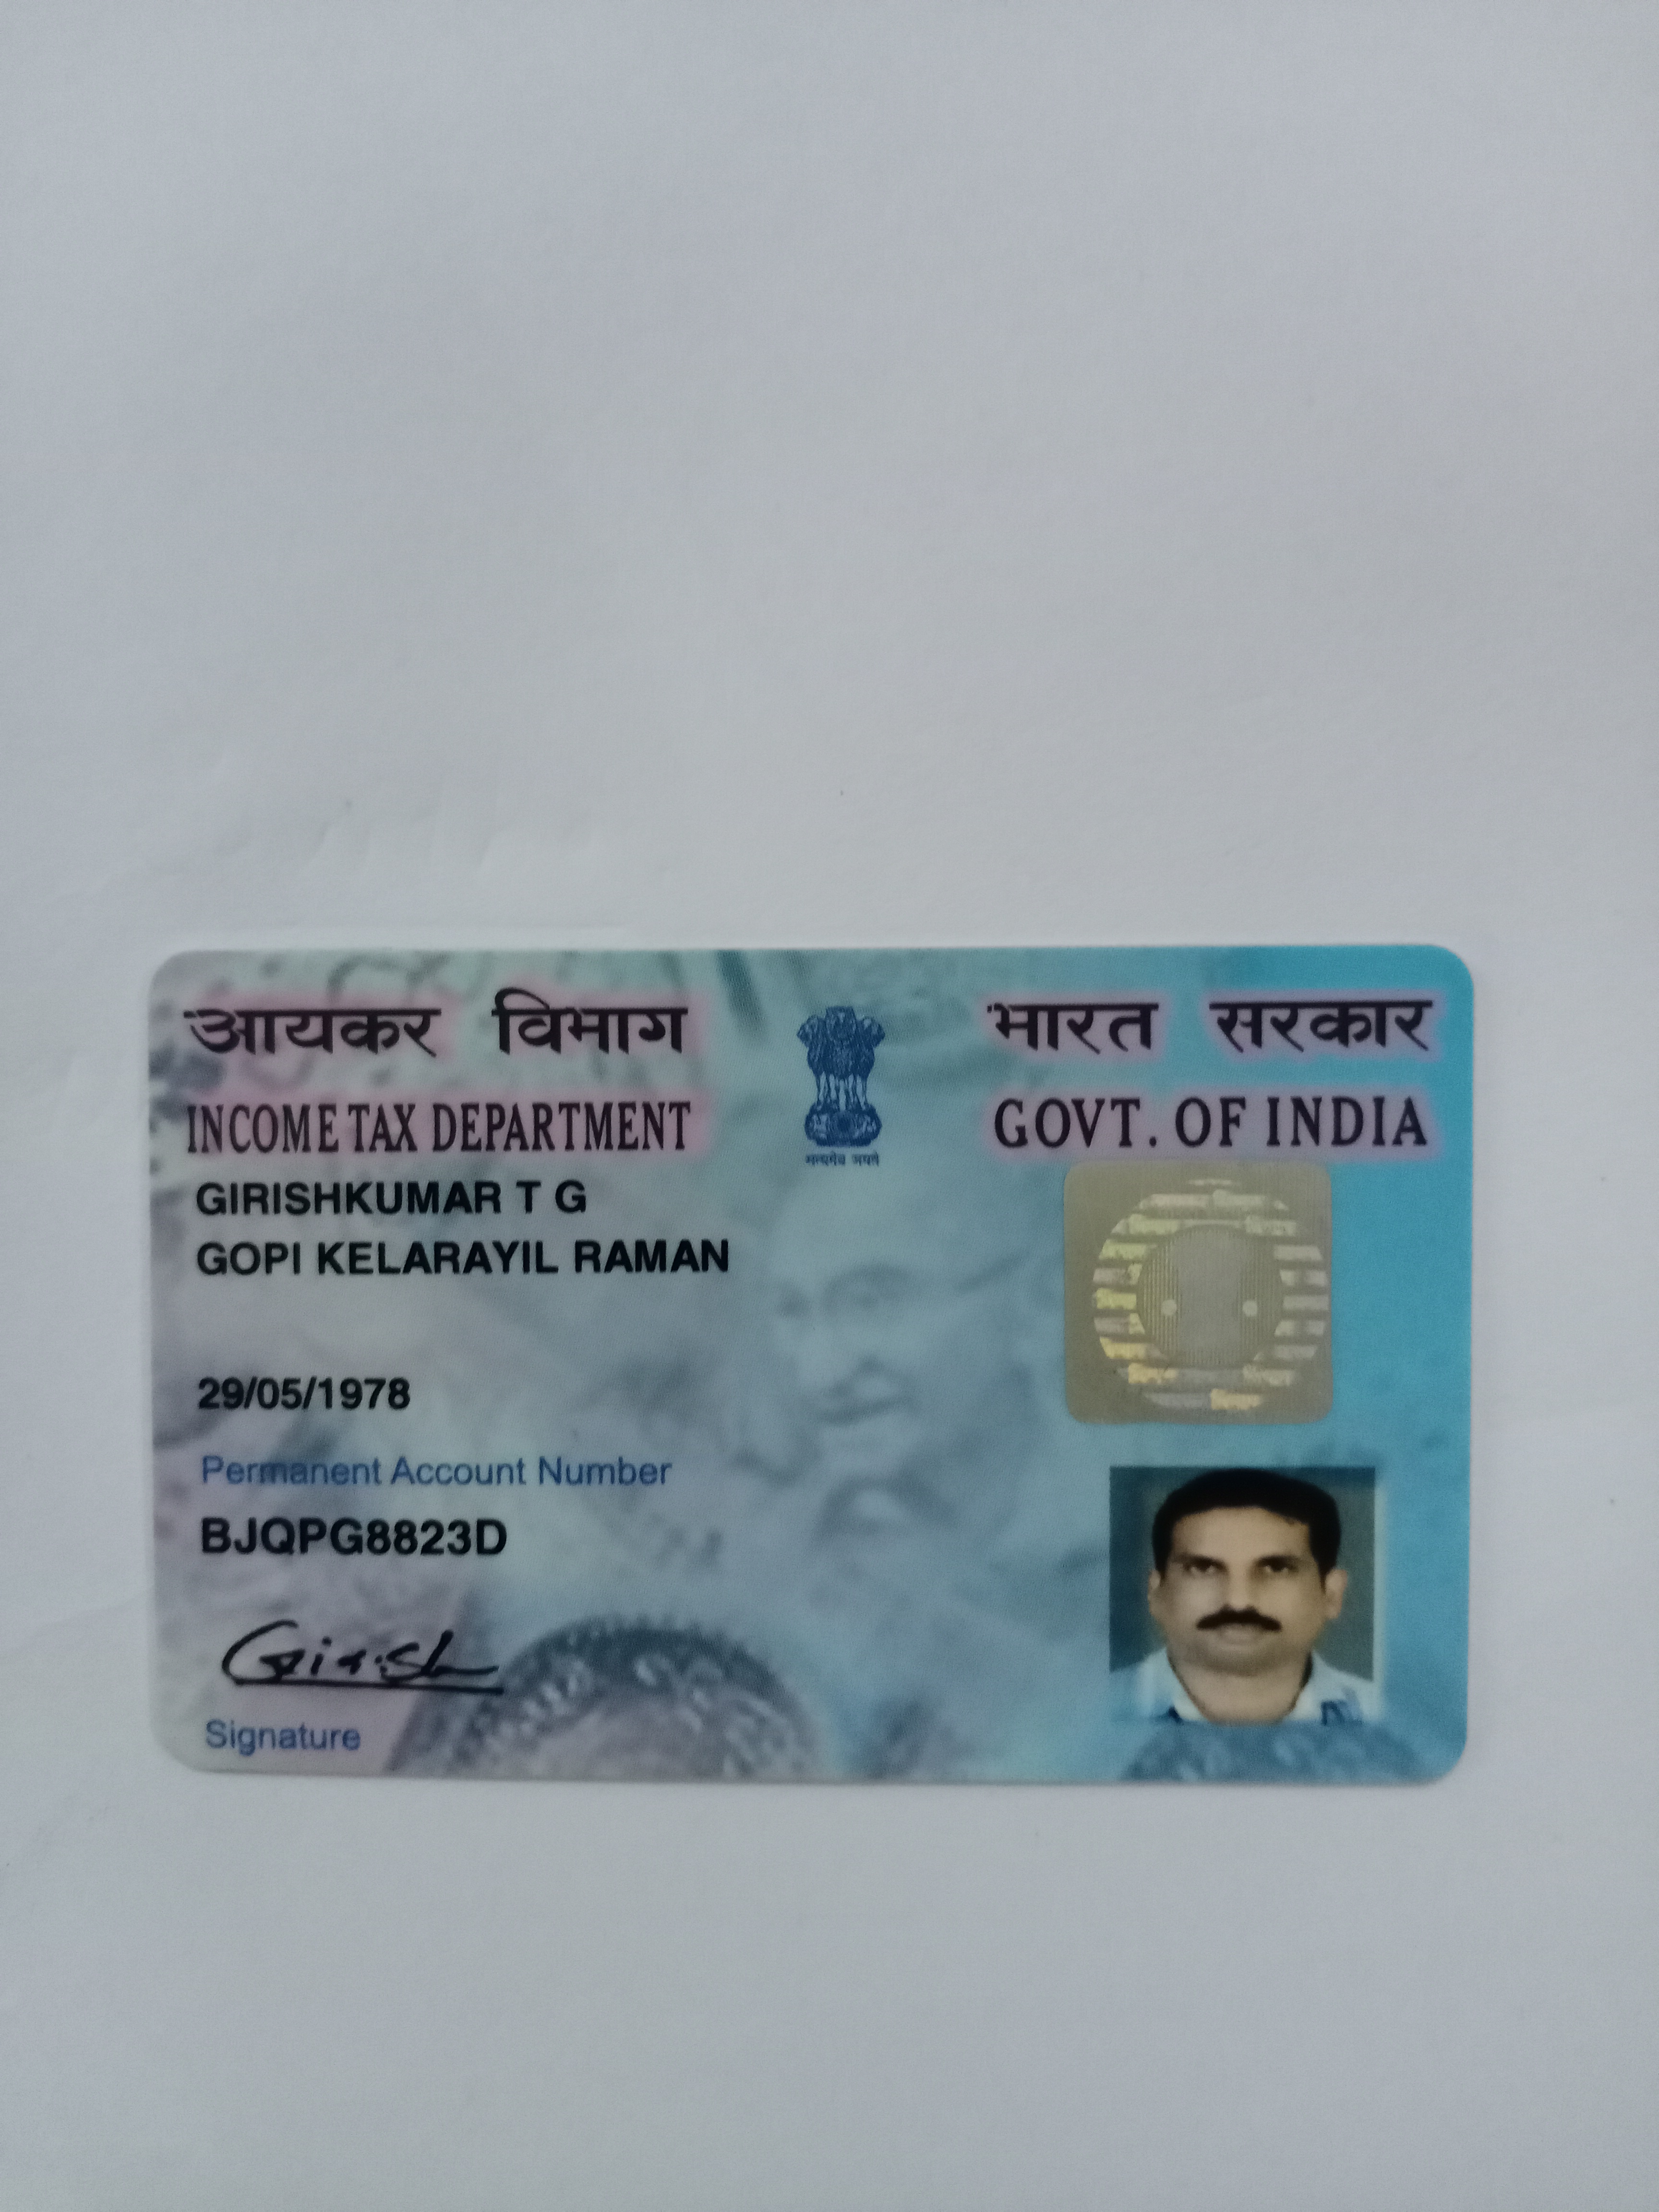 आयकर विभाग
भारत सरकार
INCOME TAX DEPARTMENT
GOVT. OF INDIA
सत्यमेव जयते
GIRISHKUMAR T G
GOPI KELARAYIL RAMAN
29/05/1978
Permanent Account Number
BJQPG8823D
Girish
Signature